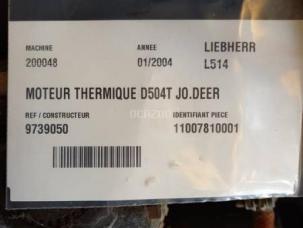 MACHINE ANNEE LIEBHERR
200048 01/2004 L514
MOTEUR THERMIQUE D504T JO.DEER
REF / CONSTRUCTEUR IDENTIFIANT PIECE
9739050 11007810001